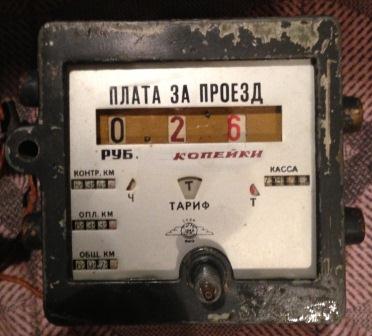 ПЛАТА ЗА ПРОЕЗД
0 2 6
РУБ. КОПЕЙКИ
КОНТР. КМ
КАССА
Ч
Т
Т
ТАРИФ
ОПЛ. КМ
ОБЩ. КМ